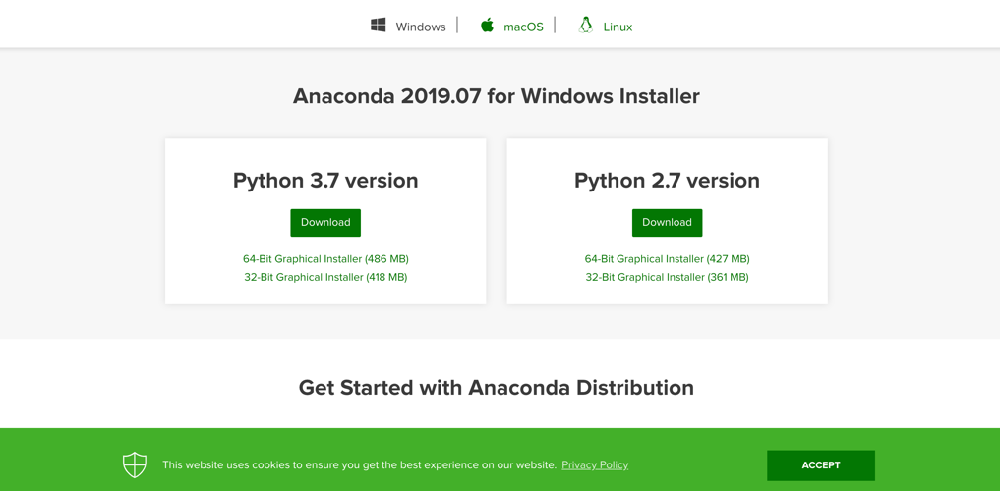 Windows macOS Linux
Anaconda 2019.07 for Windows Installer
Python 3.7 version
Download
64-Bit Graphical Installer (486 MB)
32-Bit Graphical Installer (418 MB)
Python 2.7 version
Download
64-Bit Graphical Installer (427 MB)
32-Bit Graphical Installer (361 MB)
Get Started with Anaconda Distribution
This website uses cookies to ensure you get the best experience on our website. Privacy Policy
ACCEPT